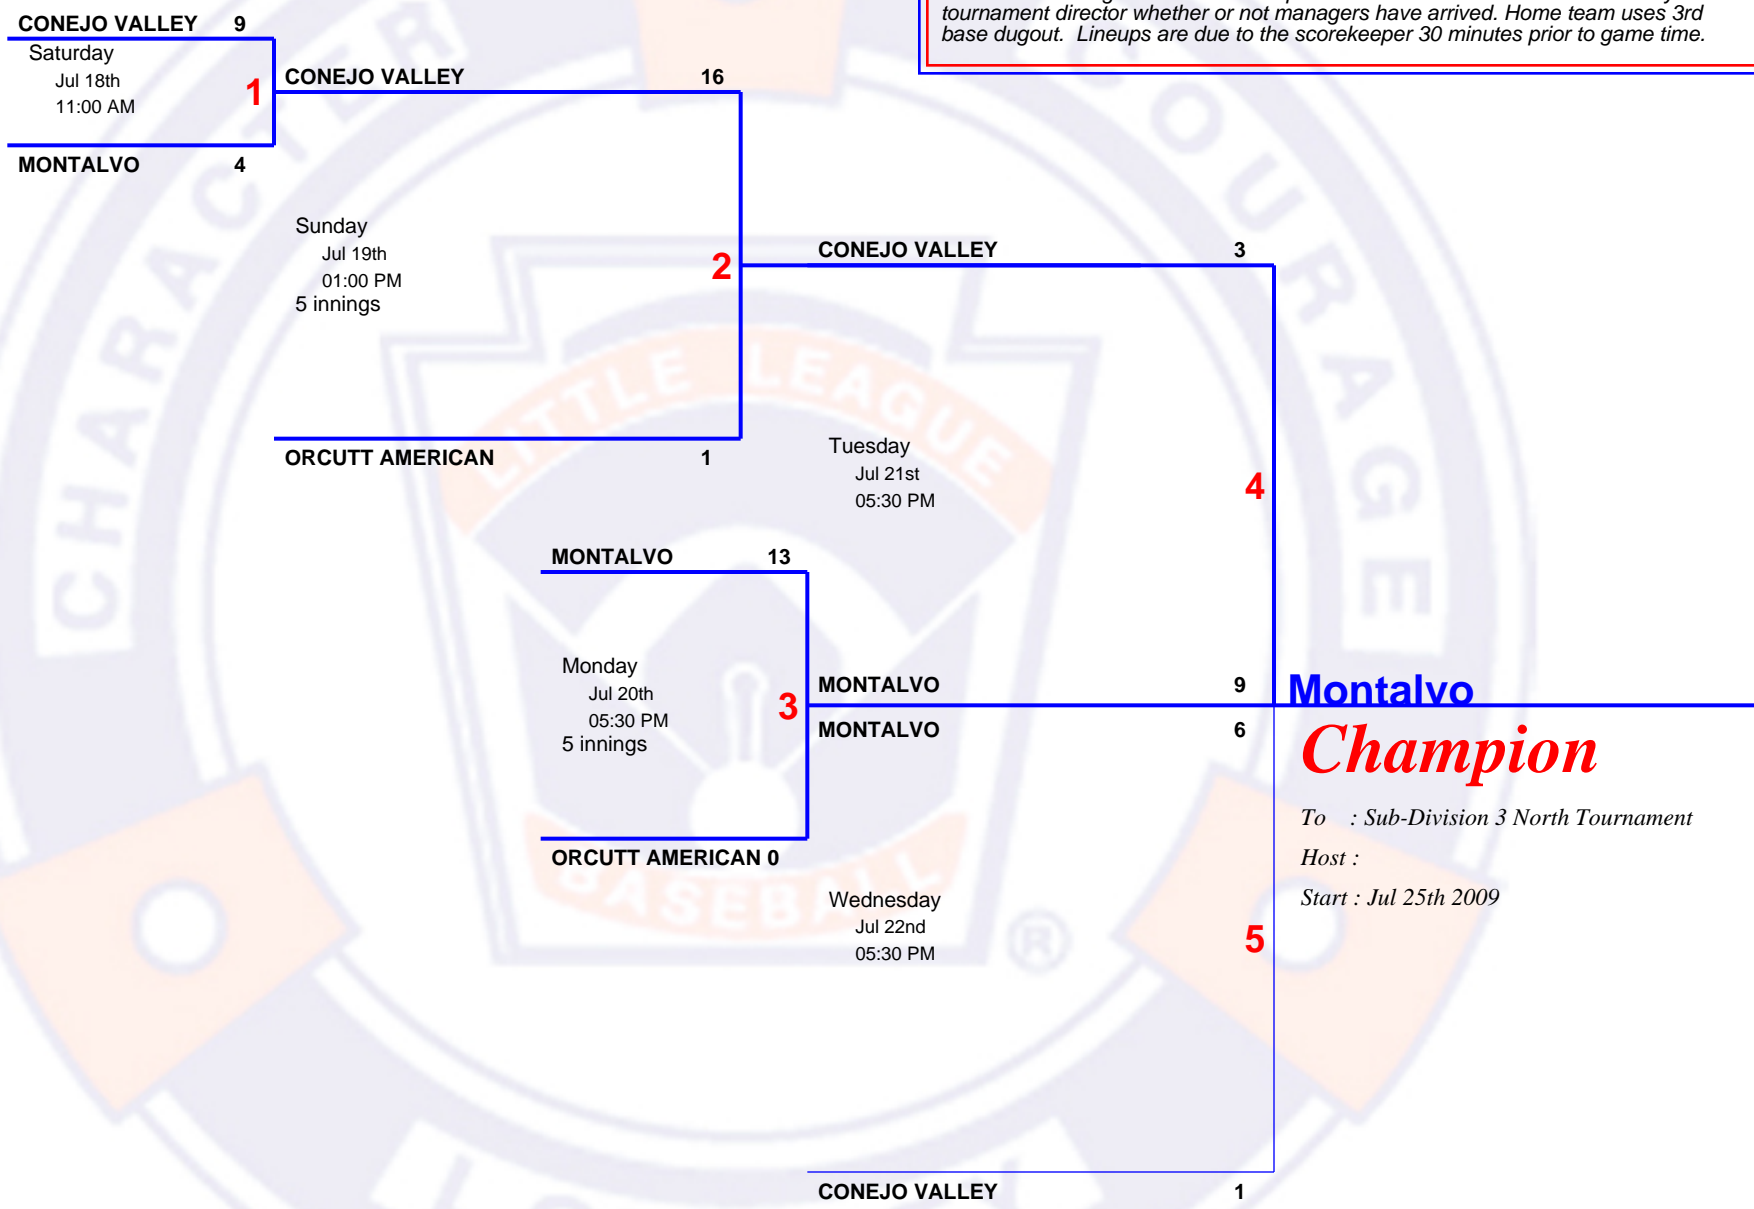 tournament director whether or not managers have arrived. Home team uses 3rd
base dugout. Lineups are due to the scorekeeper 30 minutes prior to game time.
CONEJO VALLEY 9
Saturday
Jul 18th
11:00 AM
1
MONTALVO 4
CONEJO VALLEY 16
Sunday
Jul 19th
01:00 PM
5 innings
2
ORCUTT AMERICAN 1
CONEJO VALLEY 3
Tuesday
Jul 21st
05:30 PM
4
MONTALVO 13
Monday
Jul 20th
05:30 PM
5 innings
3
ORCUTT AMERICAN 0
MONTALVO 9
MONTALVO 6
Wednesday
Jul 22nd
05:30 PM
5
CONEJO VALLEY 1
Montalvo
Champion
To : Sub-Division 3 North Tournament
Host :
Start : Jul 25th 2009
CHARACTER
COURAGE
LITTLE LEAGUE
BASEBALL
®